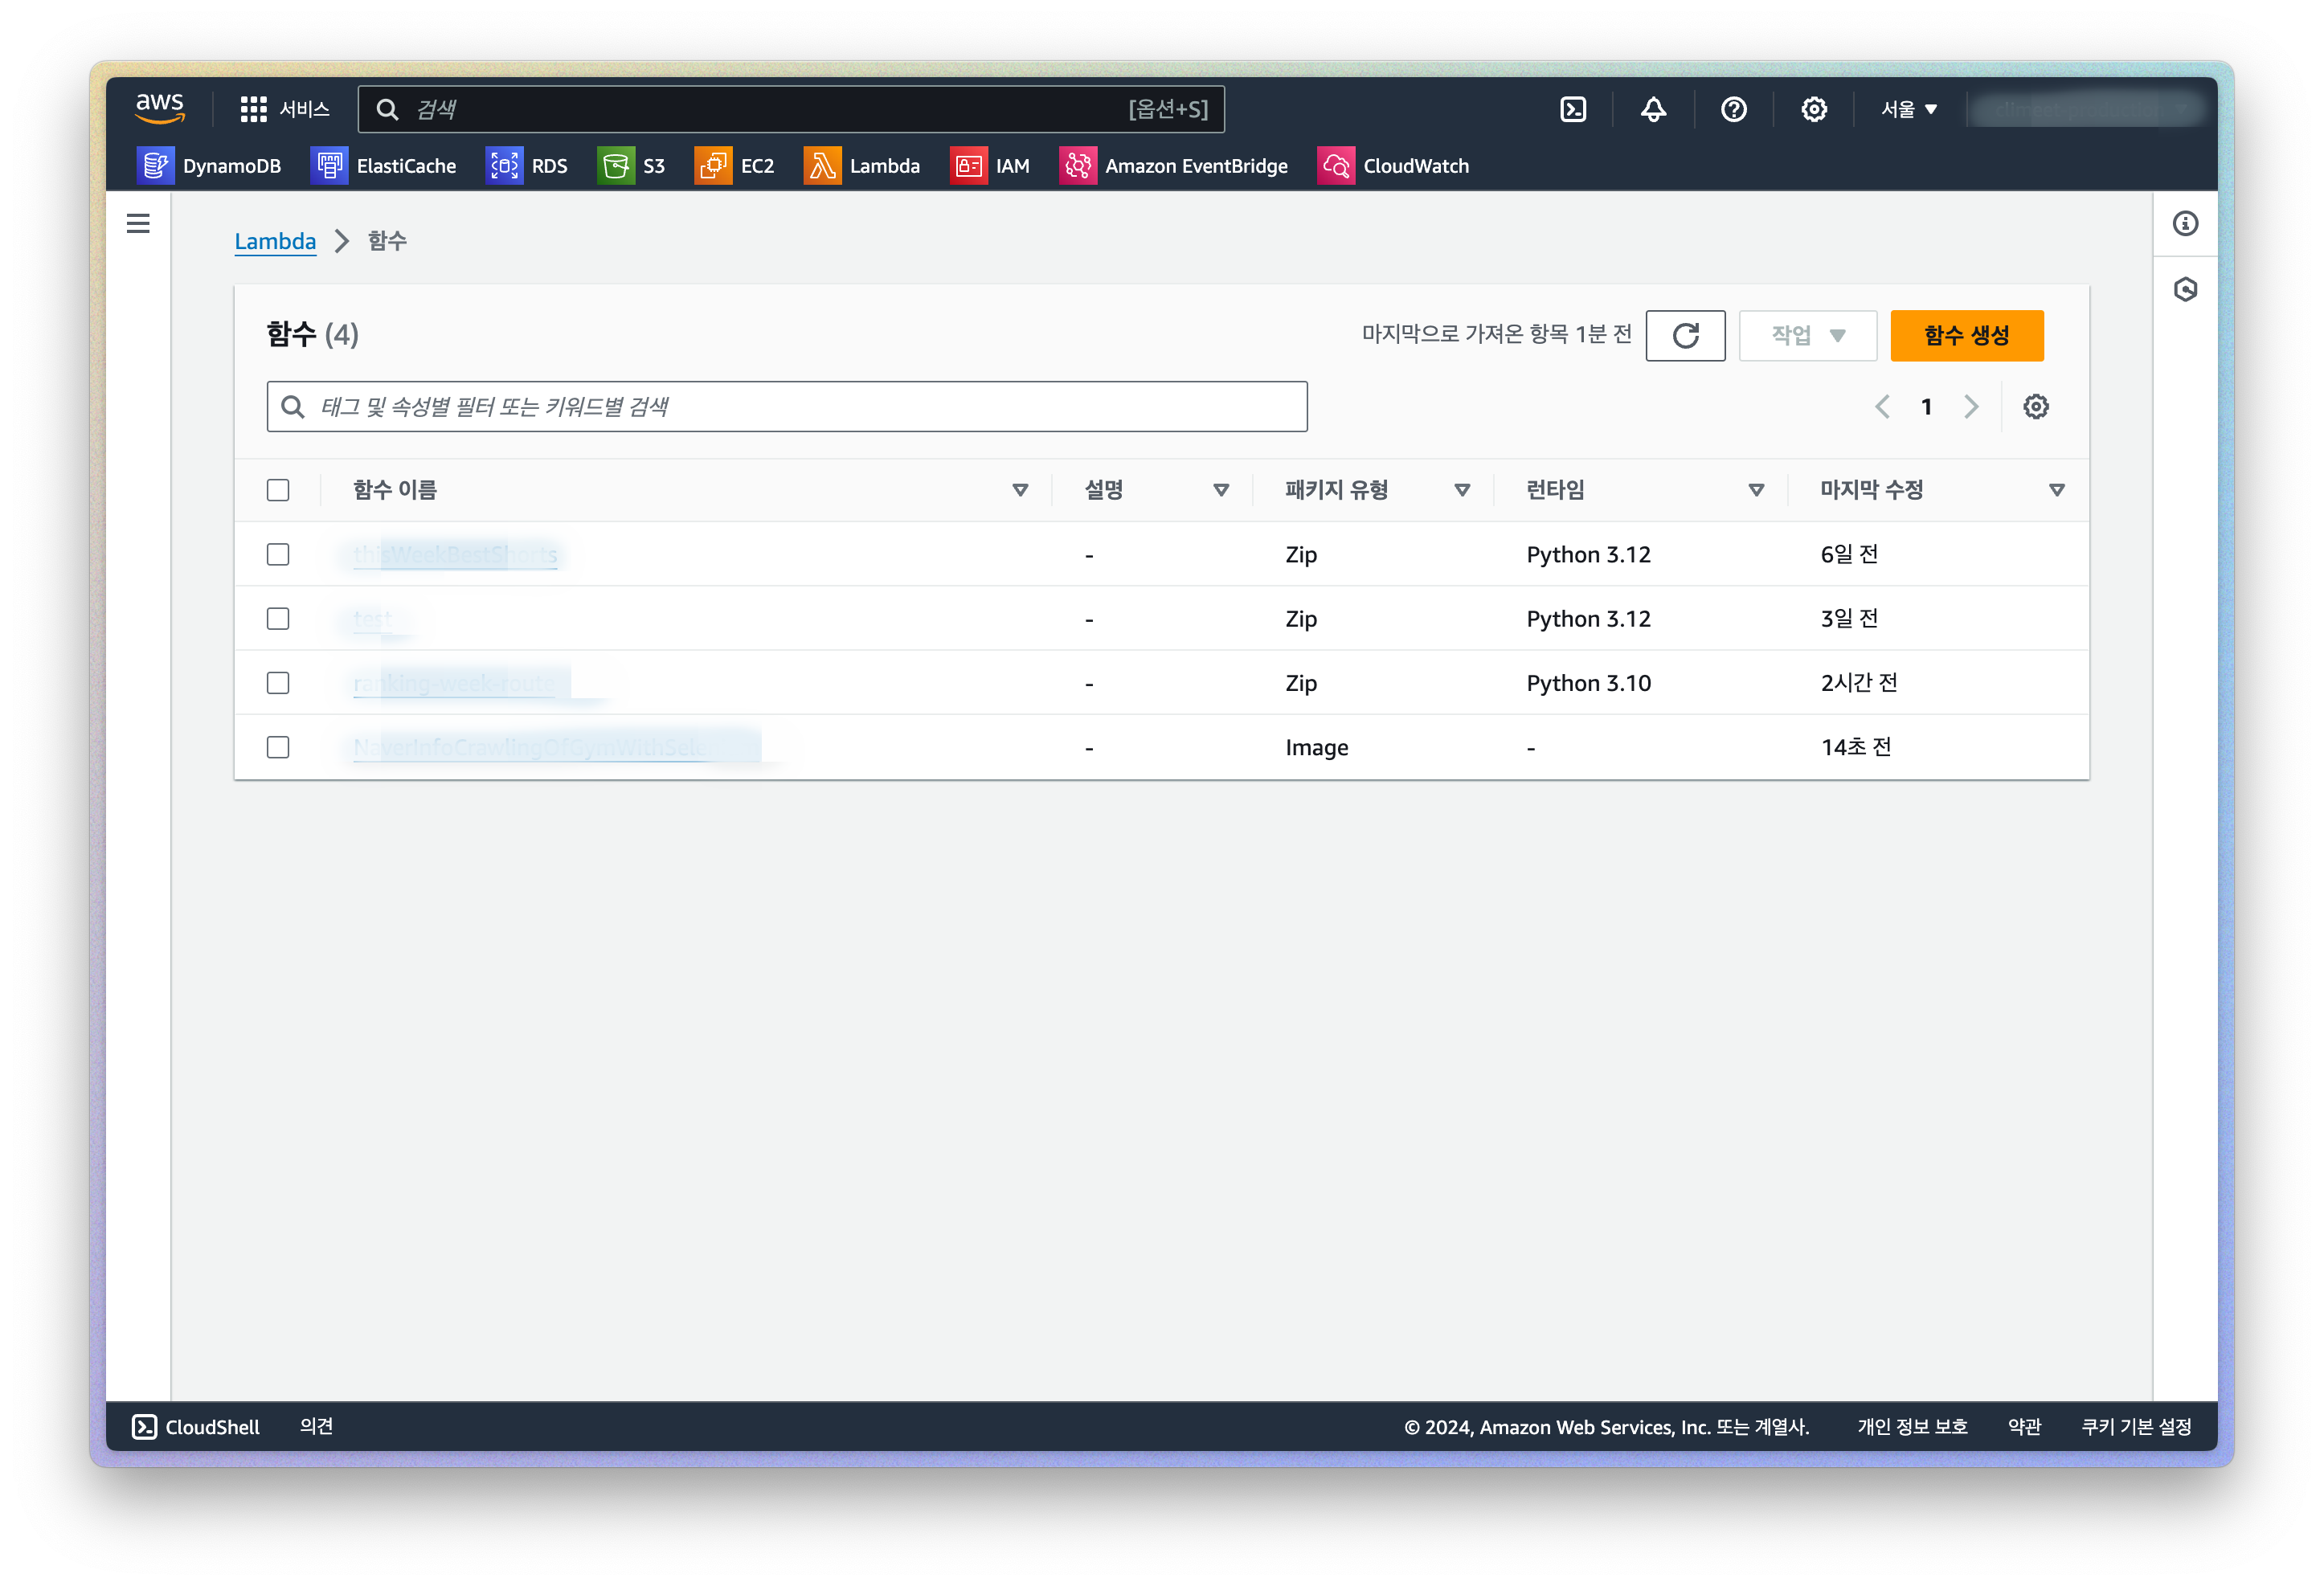 aws 서비스 검색 [옵션+S] 서울
DynamoDB ElastiCache RDS S3 EC2 Lambda IAM Amazon EventBridge CloudWatch
Lambda 함수
함수 (4) 마지막으로 가져온 항목 1분 전 작업 함수 생성
태그 및 속성별 필터 또는 키워드별 검색 1
함수 이름 설명 패키지 유형 런타임 마지막 수정
thisWeekBestShorts - Zip Python 3.12 6일 전
test - Zip Python 3.12 3일 전
- Zip Python 3.10 2시간 전
- Image - 14초 전
CloudShell 의견 © 2024, Amazon Web Services, Inc. 또는 계열사. 개인 정보 보호 약관 쿠키 기본 설정